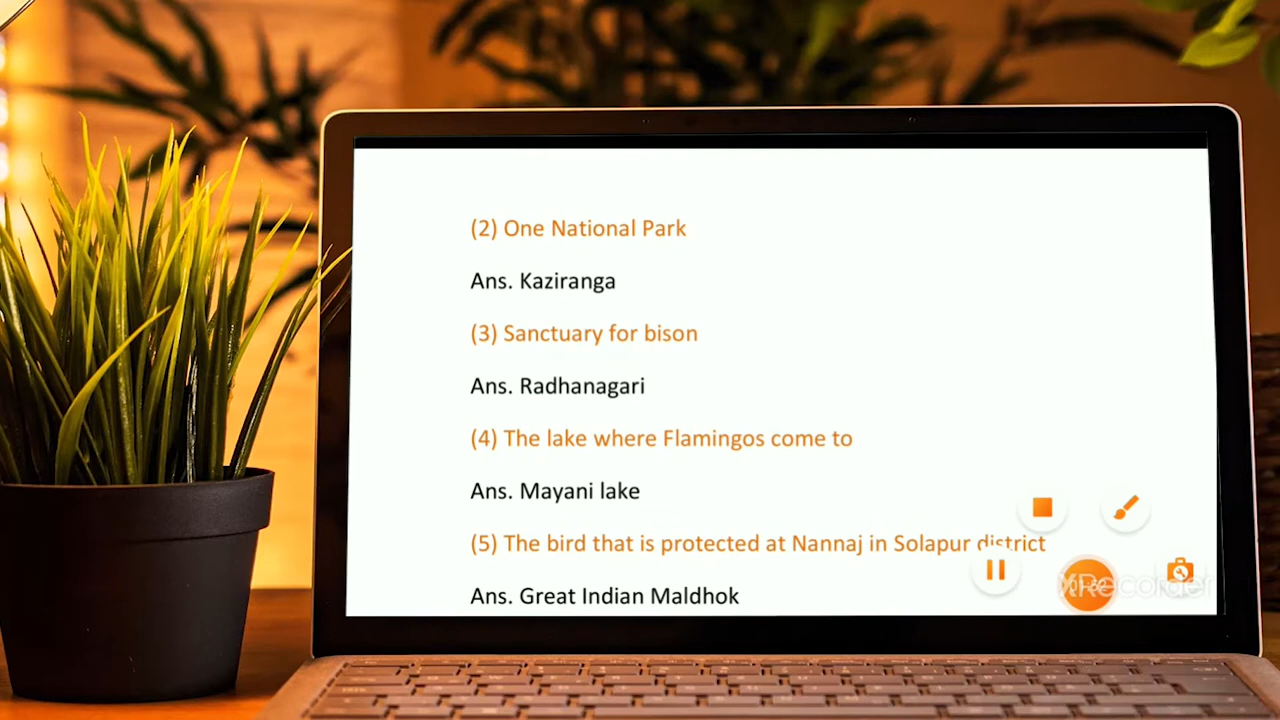 (2) One National Park
Ans. Kaziranga
(3) Sanctuary for bison
Ans. Radhanagari
(4) The lake where Flamingos come to
Ans. Mayani lake
(5) The bird that is protected at Nannaj in Solapur district
Ans. Great Indian Maldhok
XRecorder